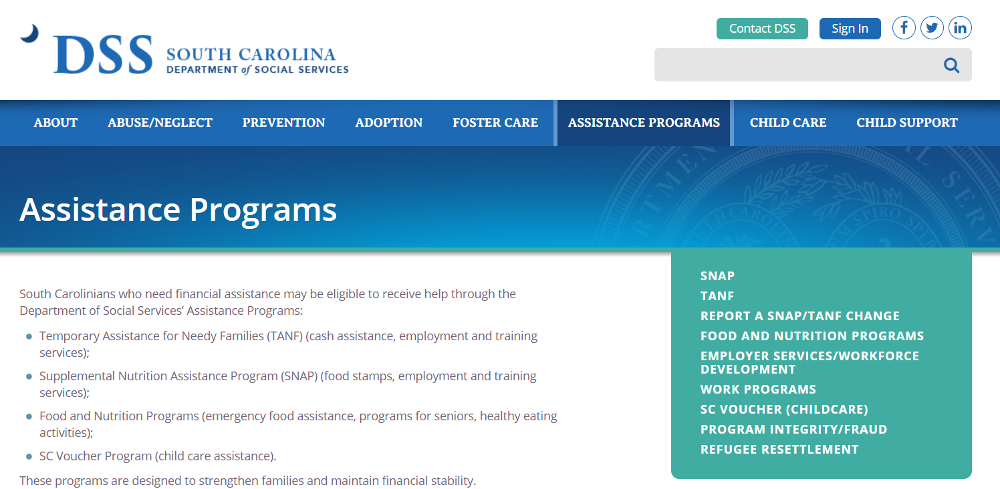 Contact DSS
Sign In
DSS SOUTH CAROLINA
DEPARTMENT of SOCIAL SERVICES
ABOUT
ABUSE/NEGLECT
PREVENTION
ADOPTION
FOSTER CARE
ASSISTANCE PROGRAMS
CHILD CARE
CHILD SUPPORT
Assistance Programs
South Carolinians who need financial assistance may be eligible to receive help through the
Department of Social Services’ Assistance Programs:
Temporary Assistance for Needy Families (TANF) (cash assistance, employment and training
services);
Supplemental Nutrition Assistance Program (SNAP) (food stamps, employment and training
services);
Food and Nutrition Programs (emergency food assistance, programs for seniors, healthy eating
activities);
SC Voucher Program (child care assistance).
These programs are designed to strengthen families and maintain financial stability.
SNAP
TANF
REPORT A SNAP/TANF CHANGE
FOOD AND NUTRITION PROGRAMS
EMPLOYER SERVICES/WORKFORCE
DEVELOPMENT
WORK PROGRAMS
SC VOUCHER (CHILDCARE)
PROGRAM INTEGRITY/FRAUD
REFUGEE RESETTLEMENT